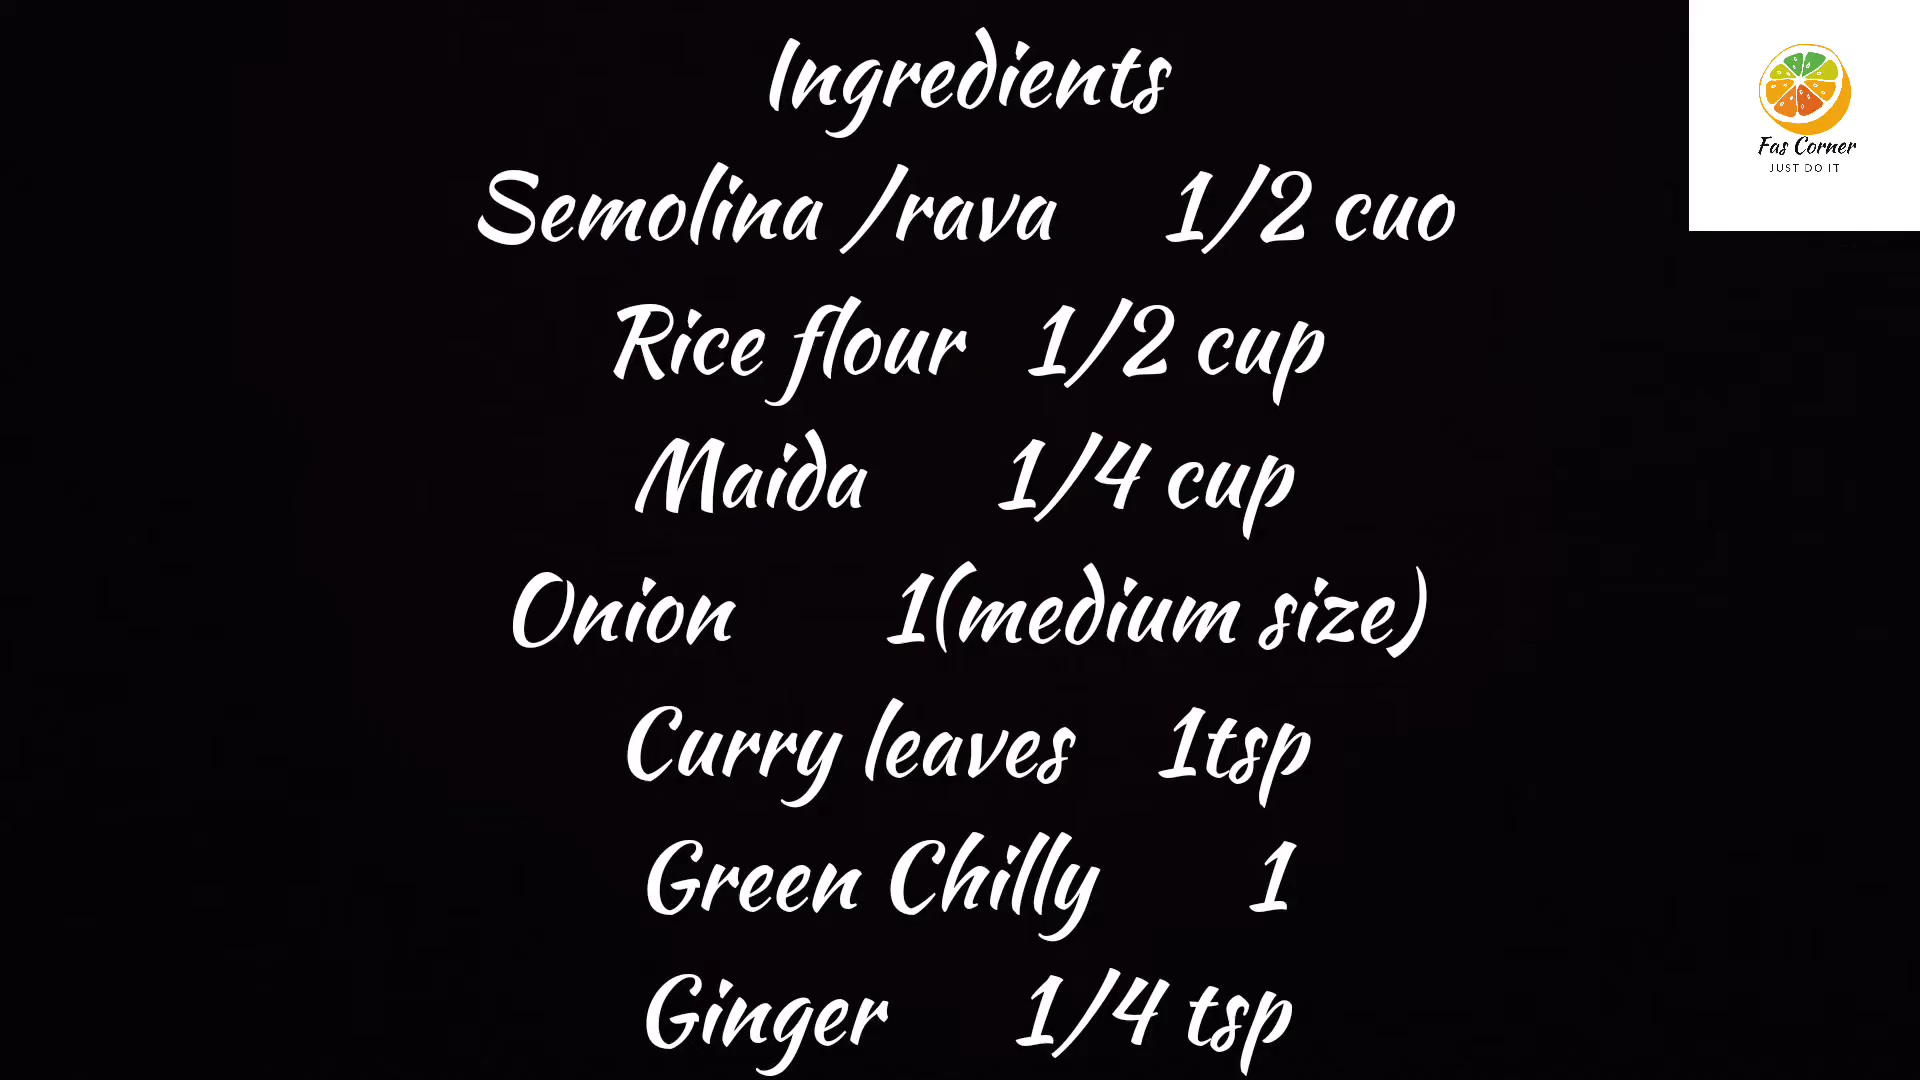 Ingredients
Semolina /rava 1/2 cuo
Rice flour 1/2 cup
Maida 1/4 cup
Onion 1(medium size)
Curry leaves 1tsp
Green Chilly 1
Ginger 1/4 tsp
Fas Corner
JUST DO IT